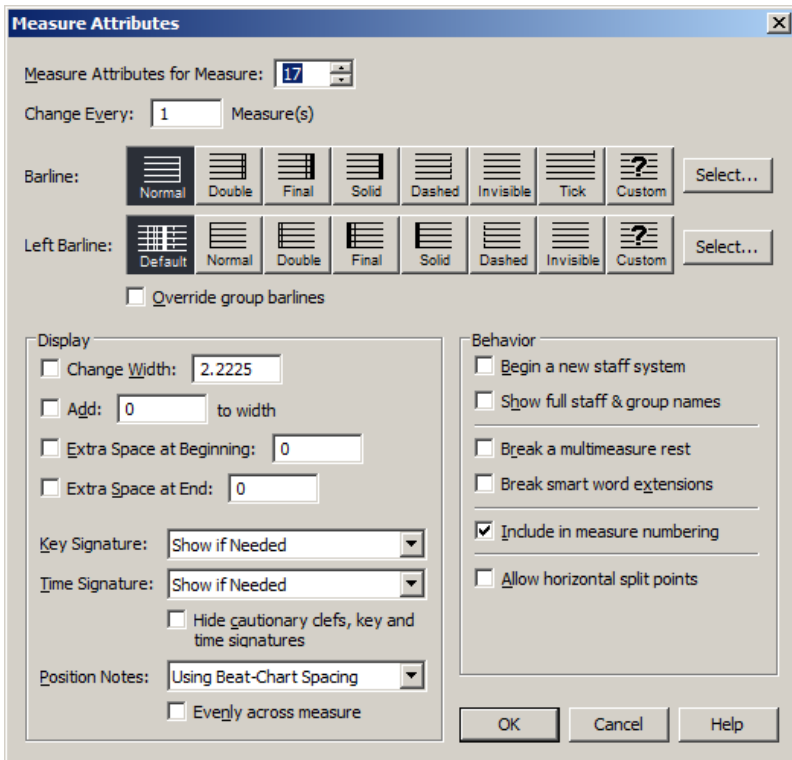 Measure Attributes
Measure Attributes for Measure: 17
Change Every: 1 Measure(s)
Barline: Normal Double Final Solid Dashed Invisible Tick ? Custom Select...
Left Barline: Default Normal Double Final Solid Dashed Invisible ? Custom Select...
Override group barlines
Display
Change Width: 2.2225
Add: 0 to width
Extra Space at Beginning: 0
Extra Space at End: 0
Key Signature: Show if Needed
Time Signature: Show if Needed
Hide cautionary clefs, key and
time signatures
Position Notes: Using Beat-Chart Spacing
Evenly across measure
Behavior
Begin a new staff system
Show full staff & group names
Break a multimeasure rest
Break smart word extensions
Include in measure numbering
Allow horizontal split points
OK Cancel Help